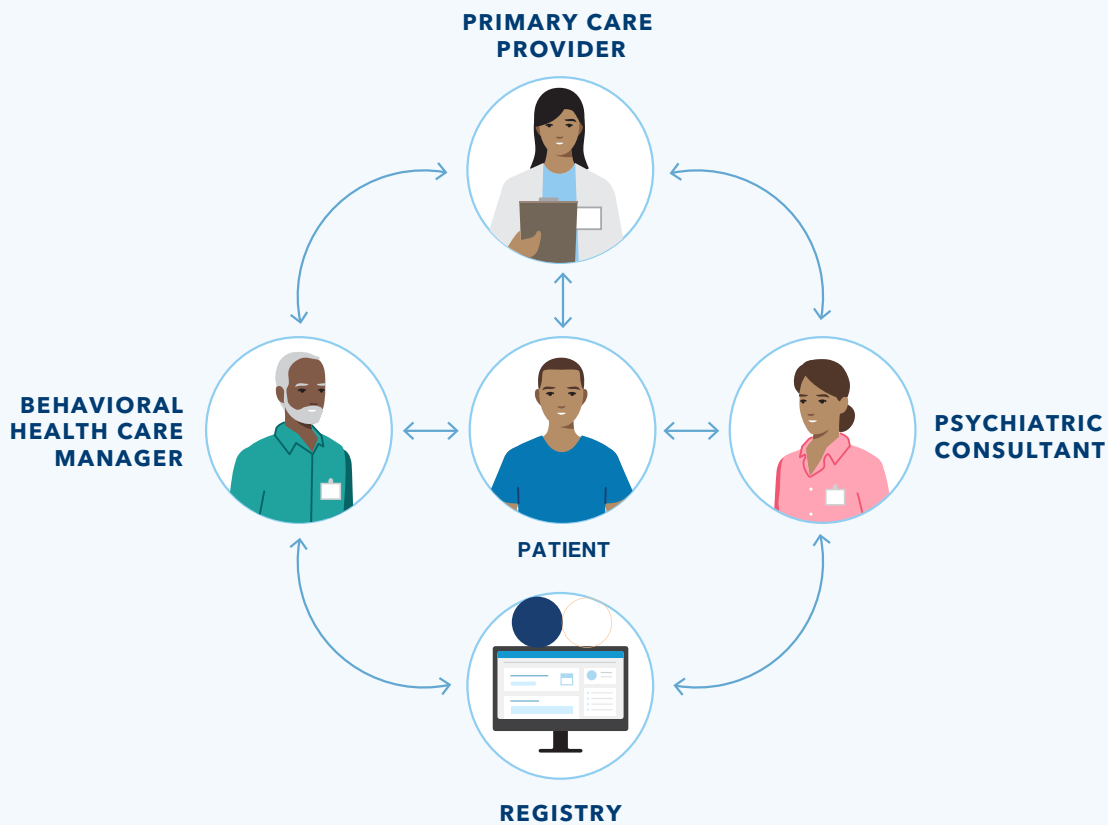 PRIMARY CARE
PROVIDER
BEHAVIORAL
HEALTH CARE
MANAGER
PSYCHIATRIC
CONSULTANT
PATIENT
REGISTRY